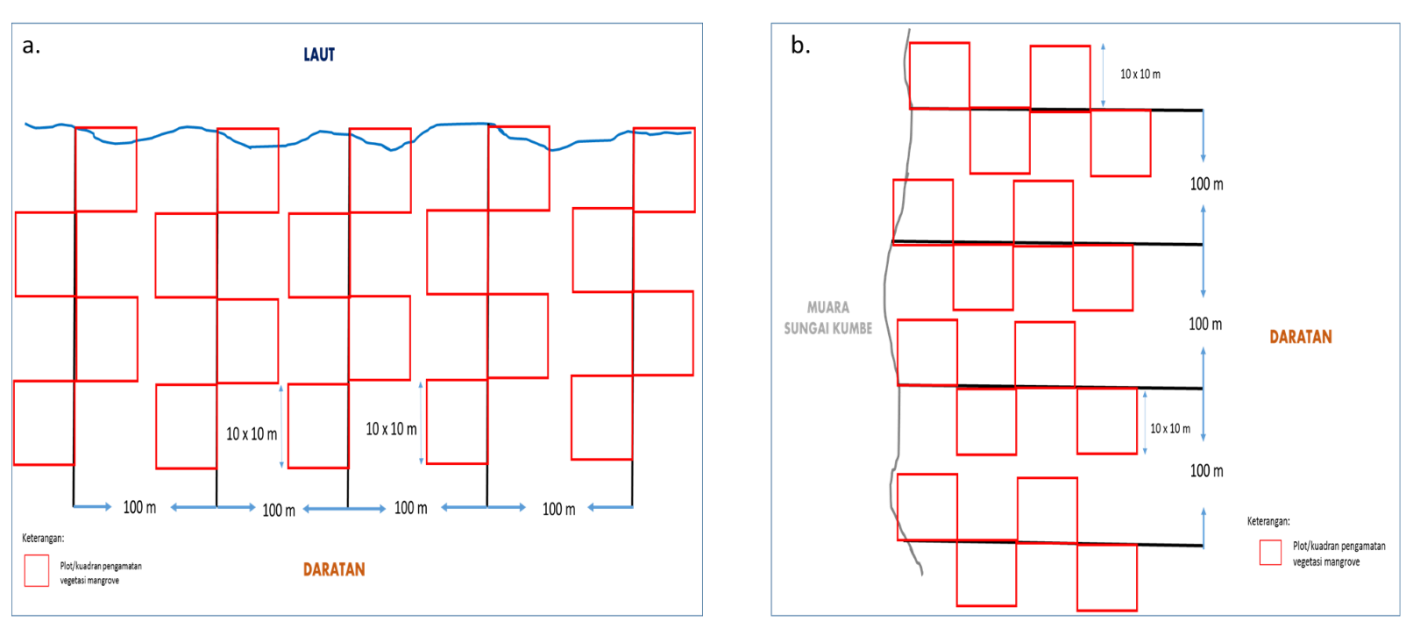 a.
LAUT
10 x 10 m
10 x 10 m
100 m
100 m
100 m
100 m
Keterangan:
Plot/kuadran pengamatan
vegetasi mangrove
DARATAN
b.
10 x 10 m
100 m
MUARA
SUNGAI KUMBE
100 m
DARATAN
10 x 10 m
100 m
Keterangan:
Plot/kuadran pengamatan
vegetasi mangrove